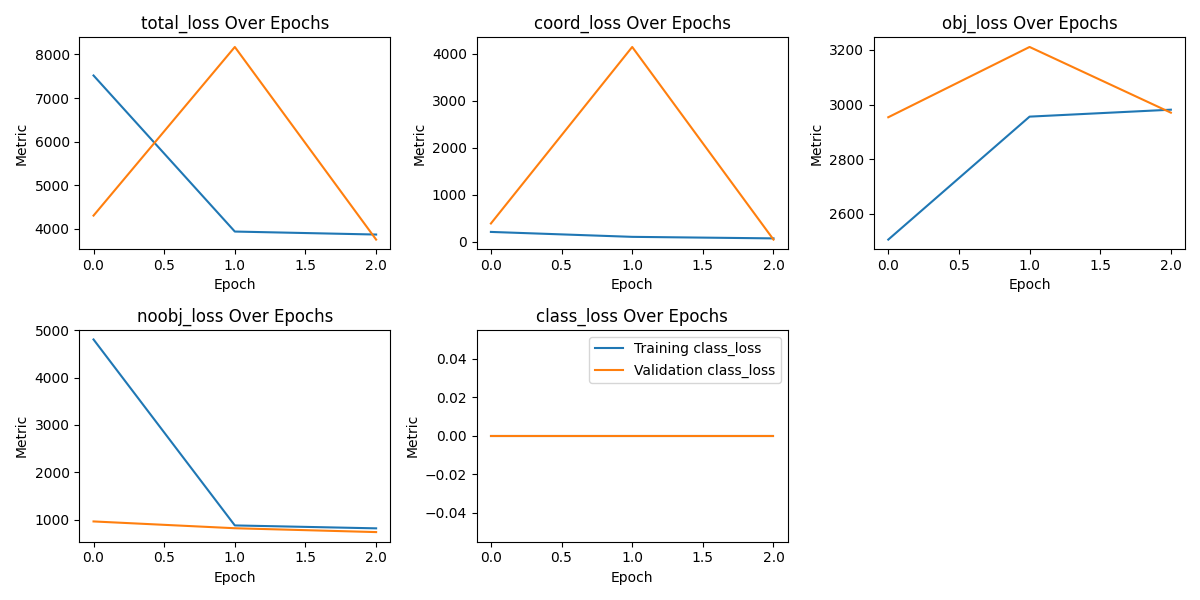 total_loss Over Epochs
8000
7000
6000
5000
4000
Metric
0.0 0.5 1.0 1.5 2.0
Epoch
coord_loss Over Epochs
4000
3000
2000
1000
0
Metric
0.0 0.5 1.0 1.5 2.0
Epoch
obj_loss Over Epochs
3200
3000
2800
2600
Metric
0.0 0.5 1.0 1.5 2.0
Epoch
noobj_loss Over Epochs
5000
4000
3000
2000
1000
Metric
0.0 0.5 1.0 1.5 2.0
Epoch
class_loss Over Epochs
Training class_loss
Validation class_loss
0.04
0.02
0.00
−0.02
−0.04
Metric
0.0 0.5 1.0 1.5 2.0
Epoch